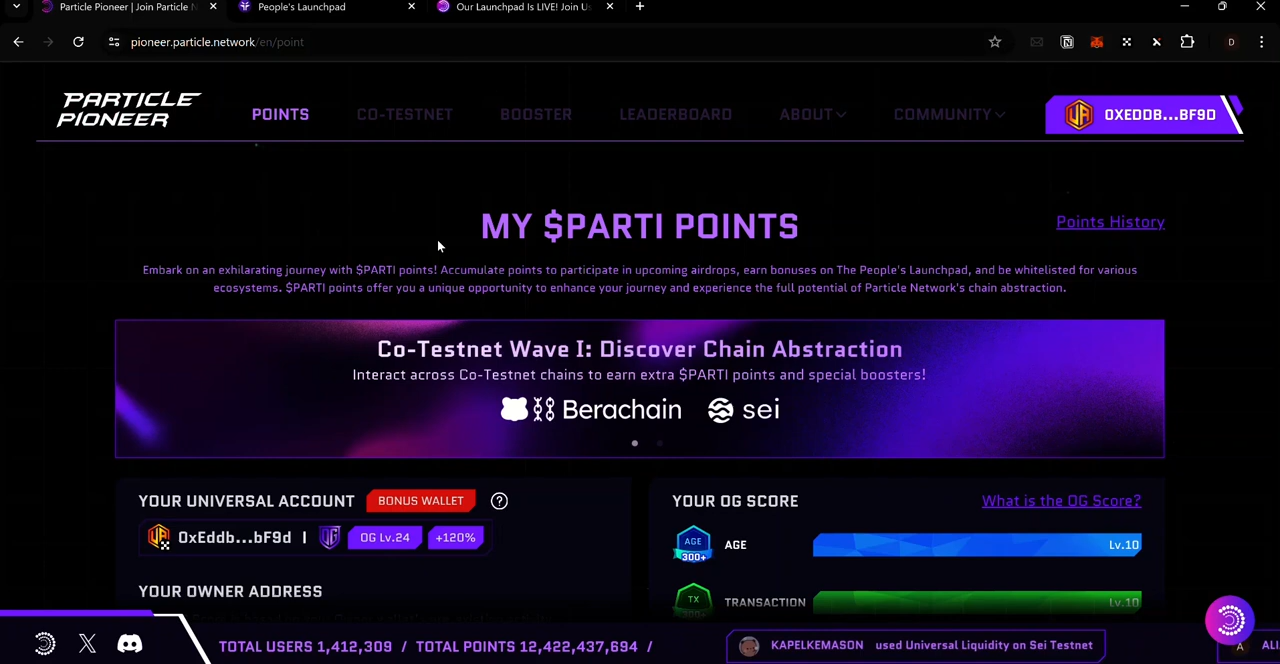 Particle Pioneer | Join Particle N
People's Launchpad
Our Launchpad Is LIVE! Join Us
pioneer.particle.network/en/point
D
PARTICLE PIONEER
POINTS
CO-TESTNET
BOOSTER
LEADERBOARD
ABOUT
COMMUNITY
UA
0XEDDB...BF9D
MY $PARTI POINTS
Points History
Embark on an exhilarating journey with $PARTI points! Accumulate points to participate in upcoming airdrops, earn bonuses on The People's Launchpad, and be whitelisted for various
ecosystems. $PARTI points offer you a unique opportunity to enhance your journey and experience the full potential of Particle Network's chain abstraction.
Co-Testnet Wave I: Discover Chain Abstraction
Interact across Co-Testnet chains to earn extra $PARTI points and special boosters!
Berachain
sei
YOUR UNIVERSAL ACCOUNT
BONUS WALLET
?
0xEddb...bF9d
OG Lv.24
+120%
YOUR OWNER ADDRESS
YOUR OG SCORE
What is the OG Score?
AGE
300+
AGE
Lv.10
TX
TRANSACTION
Lv.10
TOTAL USERS 1,412,309 / TOTAL POINTS 12,422,437,694 /
KAPELKEMASON used Universal Liquidity on Sei Testnet
A